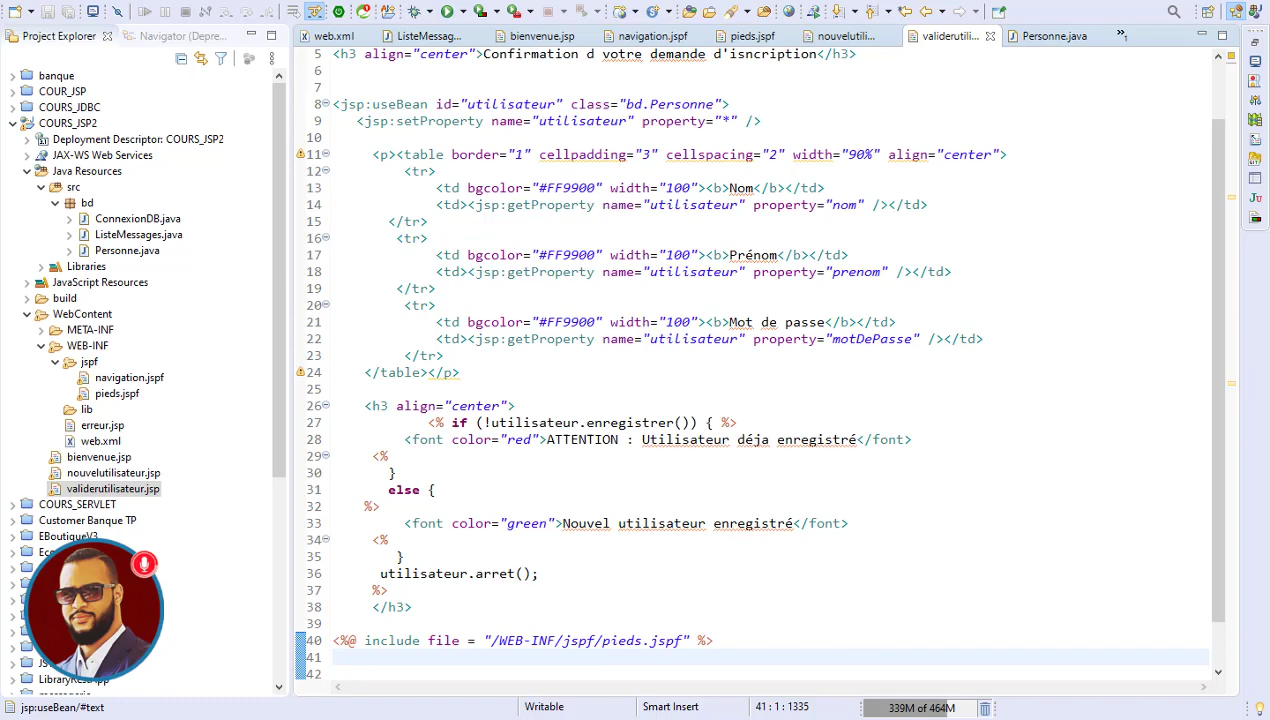 Project Explorer
Navigator (Depre...
web.xml
ListeMessag...
bienvenue.jsp
navigation.jspf
pieds.jspf
nouvelutili...
validerutili...
Personne.java
banque
COUR_JSP
COURS_JDBC
COURS_JSP2
Deployment Descriptor: COURS_JSP2
JAX-WS Web Services
Java Resources
src
bd
ConnexionDB.java
ListeMessages.java
Personne.java
Libraries
JavaScript Resources
build
WebContent
META-INF
WEB-INF
jspf
navigation.jspf
pieds.jspf
lib
erreur.jsp
web.xml
bienvenue.jsp
nouvelutilisateur.jsp
validerutilisateur.jsp
COURS_SERVLET
Customer Banque TP
EBoutiqueV3
LibraryRestApp
5 <h3 align="center">Confirmation d votre demande d'isncription</h3>
6
7
8 <jsp:useBean id="utilisateur" class="bd.Personne">
9 <jsp:setProperty name="utilisateur" property="*" />
10
11 <p><table border="1" cellpadding="3" cellspacing="2" width="90%" align="center">
12 <tr>
13 <td bgcolor="#FF9900" width="100"><b>Nom</b></td>
14 <td><jsp:getProperty name="utilisateur" property="nom" /></td>
15 </tr>
16 <tr>
17 <td bgcolor="#FF9900" width="100"><b>Prénom</b></td>
18 <td><jsp:getProperty name="utilisateur" property="prenom" /></td>
19 </tr>
20 <tr>
21 <td bgcolor="#FF9900" width="100"><b>Mot de passe</b></td>
22 <td><jsp:getProperty name="utilisateur" property="motDePasse" /></td>
23 </tr>
24 </table></p>
25
26 <h3 align="center">
27 <% if (!utilisateur.enregistrer()) { %>
28 <font color="red">ATTENTION : Utilisateur déja enregistré</font>
29 <%
30 }
31 else {
32 %>
33 <font color="green">Nouvel utilisateur enregistré</font>
34 <%
35 }
36 utilisateur.arret();
37 %>
38 </h3>
39
40 <%@ include file = "/WEB-INF/jspf/pieds.jspf" %>
41
42
jsp:useBean/#text
Writable
Smart Insert
41 : 1 : 1335
339M of 464M